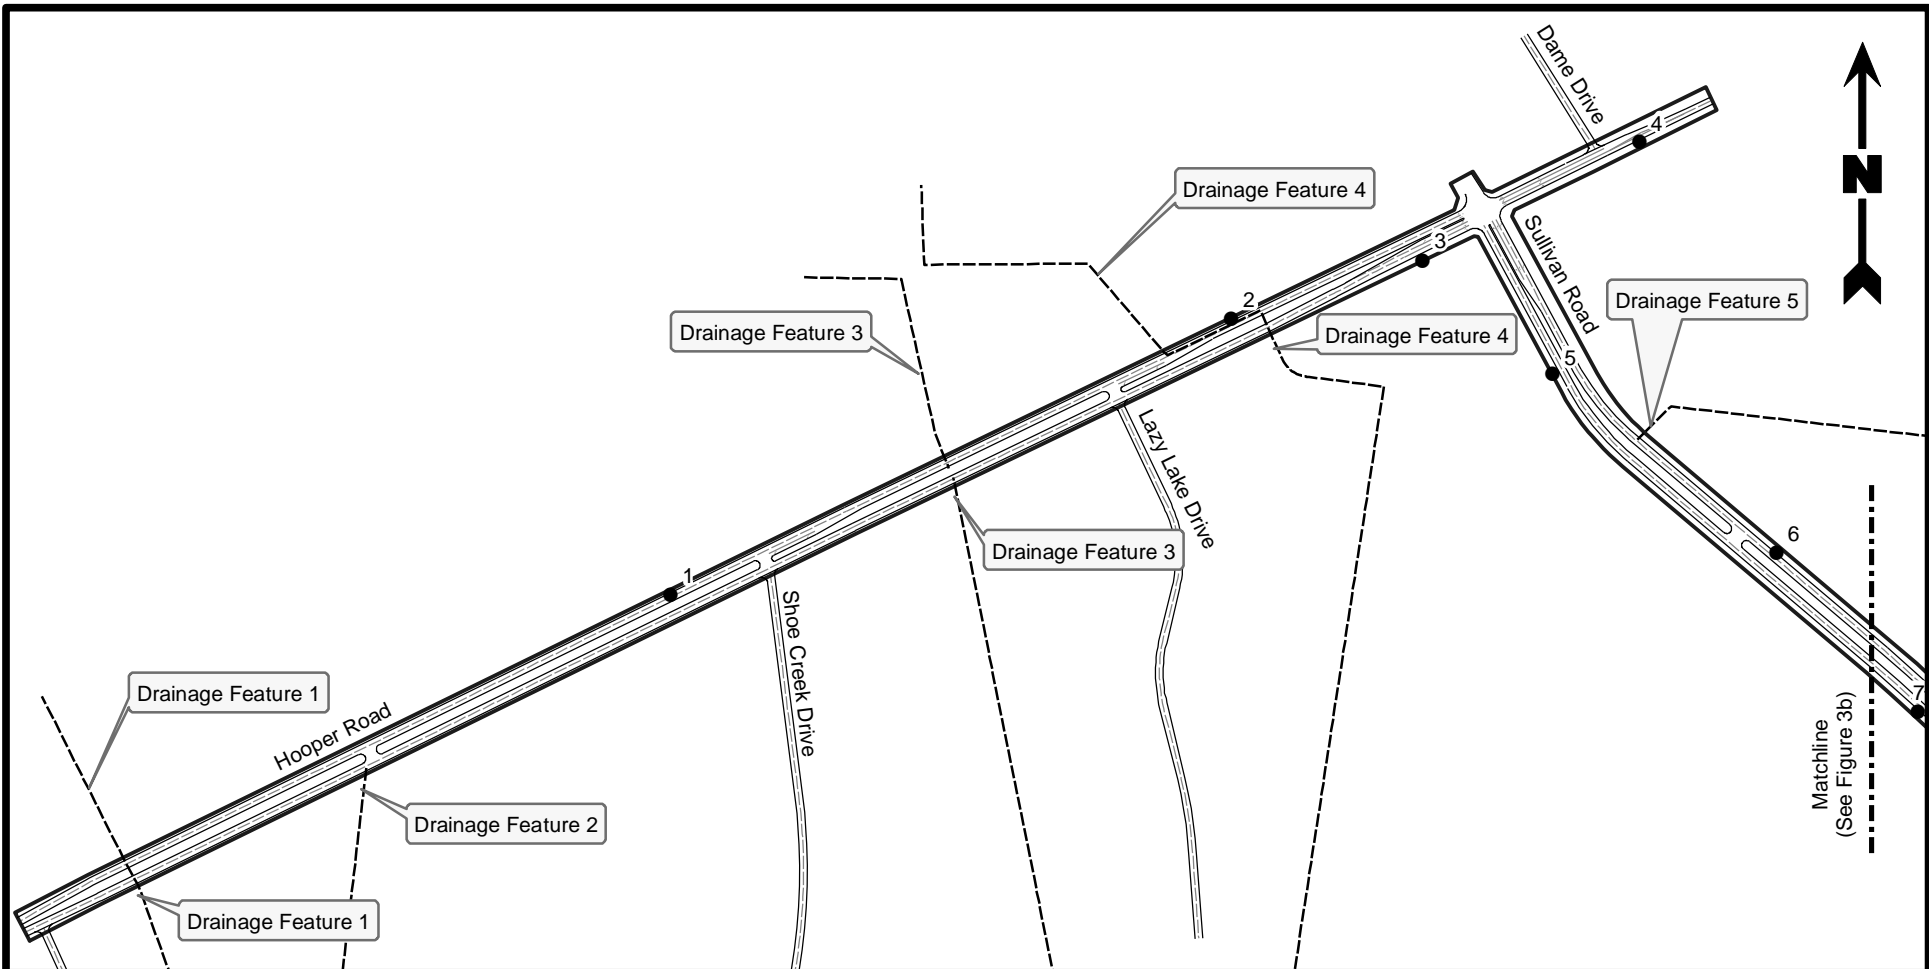 Dame Drive
4
N
Drainage Feature 4
3
Sullivan Road
2
Drainage Feature 5
Drainage Feature 3
Drainage Feature 4
5
Lazy Lake Drive
6
Drainage Feature 3
1
Shoe Creek Drive
Drainage Feature 1
7
Hooper Road
Matchline
(See Figure 3b)
Drainage Feature 2
Drainage Feature 1